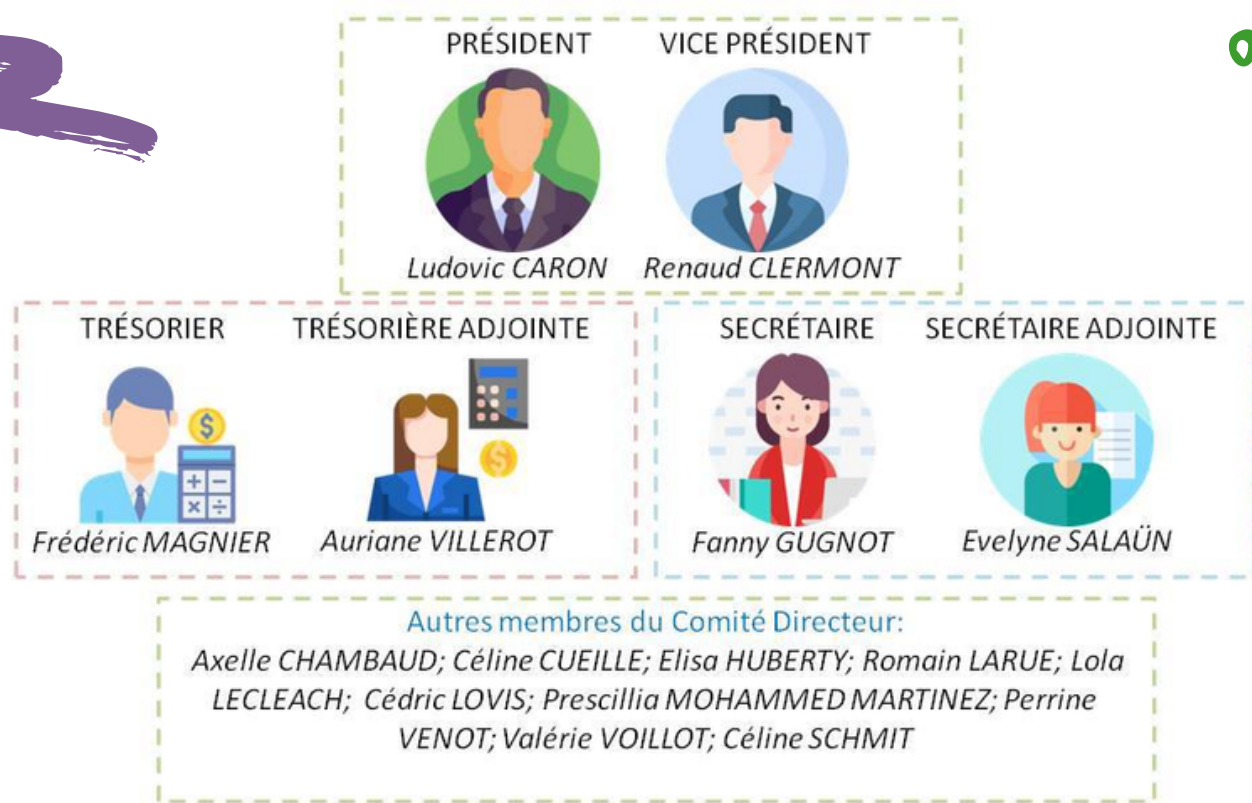 PRÉSIDENT VICE PRÉSIDENT
Ludovic CARON Renaud CLERMONT
TRÉSORIER TRÉSORIÈRE ADJOINTE SECRÉTAIRE SECRÉTAIRE ADJOINTE
Frédéric MAGNIER Auriane VILLEROT Fanny GUGNOT Evelyne SALAÜN
Autres membres du Comité Directeur:
Axelle CHAMBAUD; Céline CUEILLE; Elisa HUBERTY; Romain LARUE; Lola
LECLEACH; Cédric LOVIS; Prescillia MOHAMMED MARTINEZ; Perrine
VENOT; Valérie VOILLOT; Céline SCHMIT